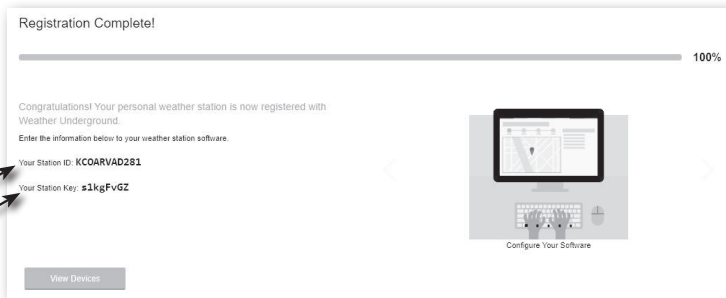 Registration Complete!
100%
Congratulations! Your personal weather station is now registered with
Weather Underground.
Enter the information below to your weather station software.
Your Station ID: KCOARVAD281
Your Station Key: s1kgFvGZ
Configure Your Software
View Devices